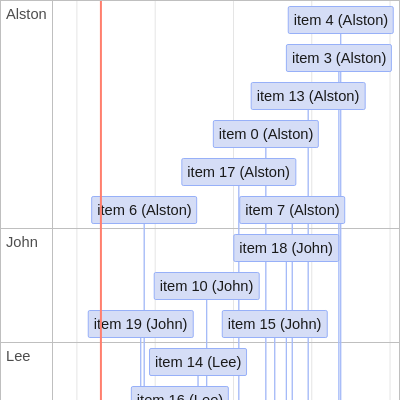 Alston
item 4 (Alston)
item 3 (Alston)
item 13 (Alston)
item 0 (Alston)
item 17 (Alston)
item 6 (Alston)
item 7 (Alston)
John
item 18 (John)
item 10 (John)
item 19 (John)
item 15 (John)
Lee
item 14 (Lee)
item 16 (Lee)